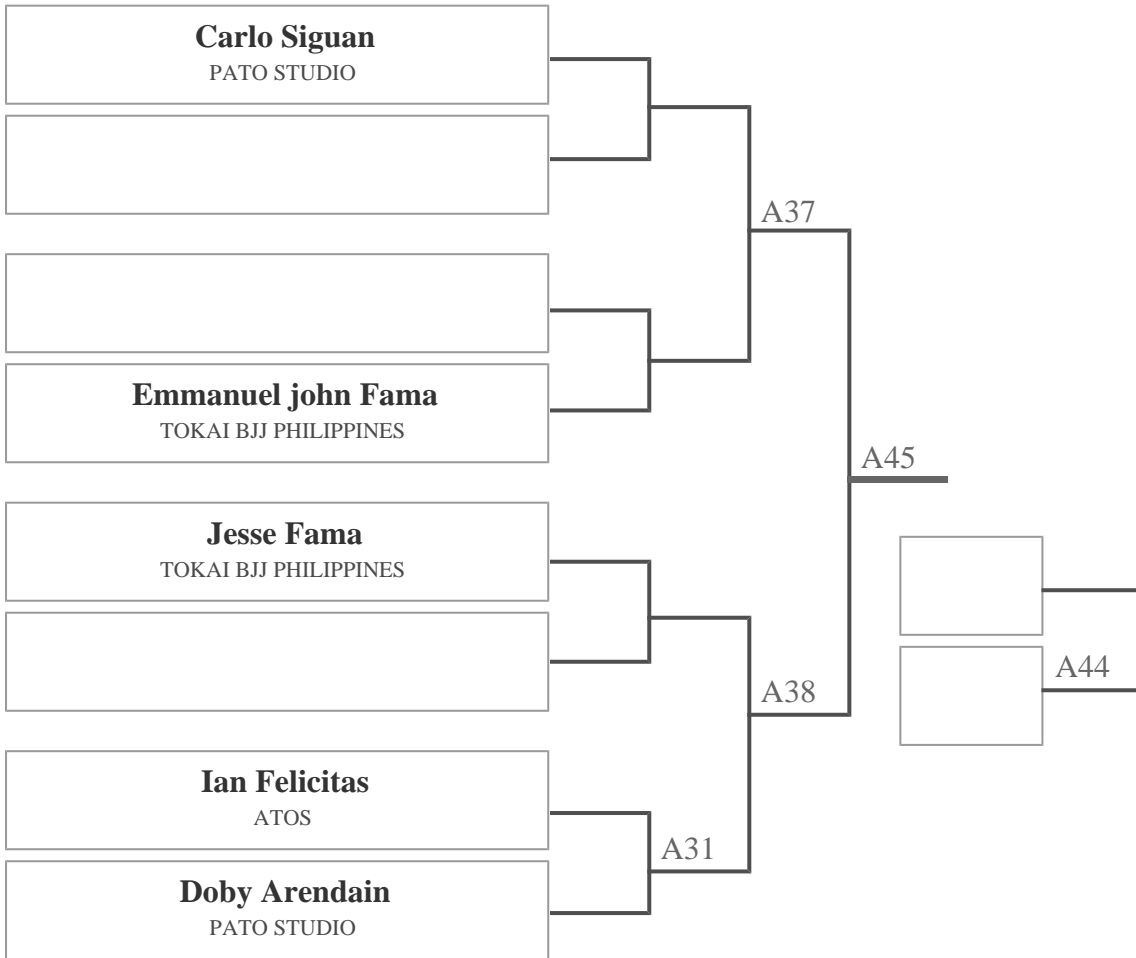 Carlo Siguan
PATO STUDIO
A37
Emmanuel john Fama
TOKAI BJJ PHILIPPINES
A45
Jesse Fama
TOKAI BJJ PHILIPPINES
A44
A38
Ian Felicitas
ATOS
A31
Doby Arendain
PATO STUDIO